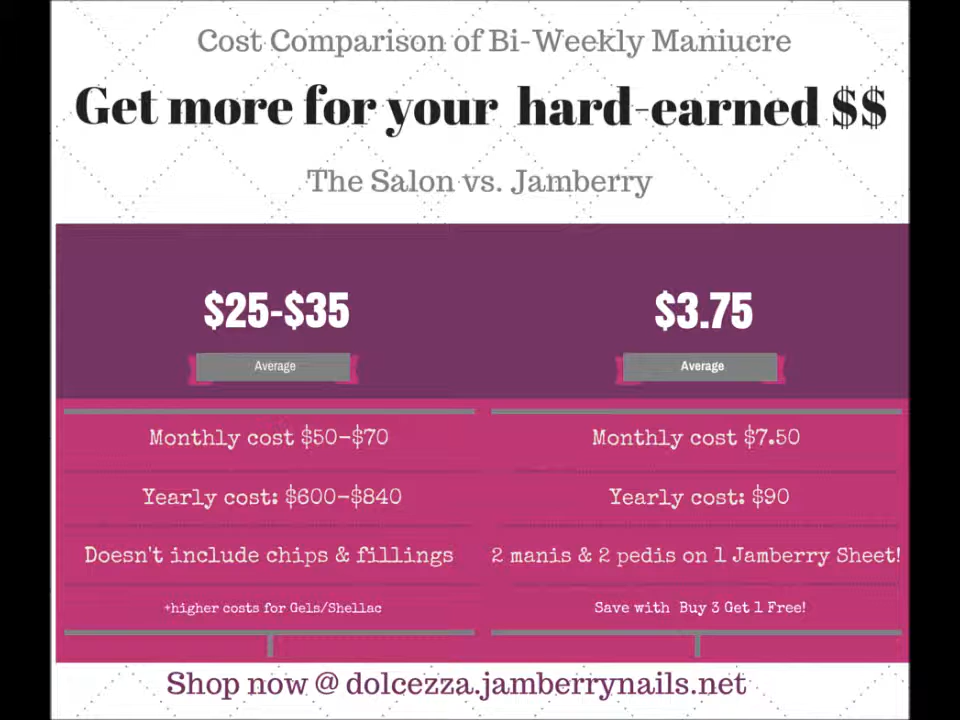 Cost Comparison of Bi-Weekly Maniucre
Get more for your hard-earned $$
The Salon vs. Jamberry
$25-$35
Average
Monthly cost $50-$70
Yearly cost: $600-$840
Doesn't include chips & fillings
+higher costs for Gels/Shellac
$3.75
Average
Monthly cost $7.50
Yearly cost: $90
2 manis & 2 pedis on 1 Jamberry Sheet!
Save with Buy 3 Get 1 Free!
Shop now @ dolcezza.jamberrynails.net